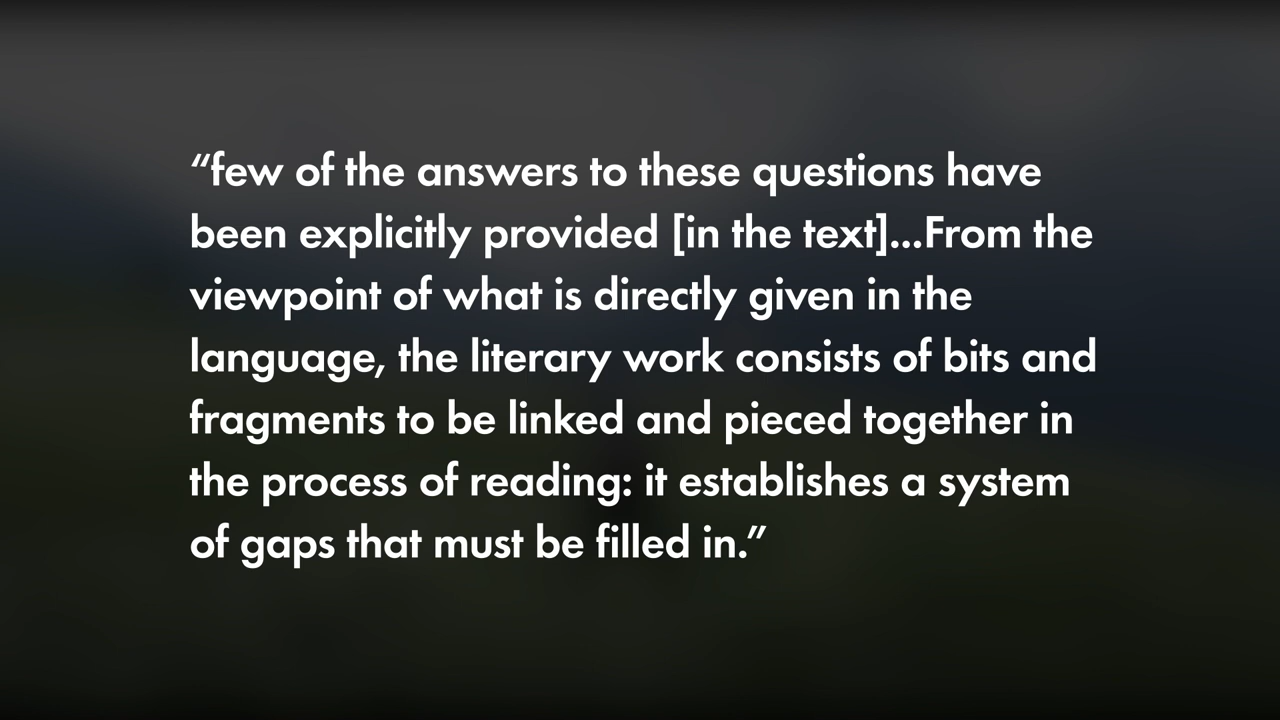 “few of the answers to these questions have
been explicitly provided [in the text]...From the
viewpoint of what is directly given in the
language, the literary work consists of bits and
fragments to be linked and pieced together in
the process of reading: it establishes a system
of gaps that must be filled in.”